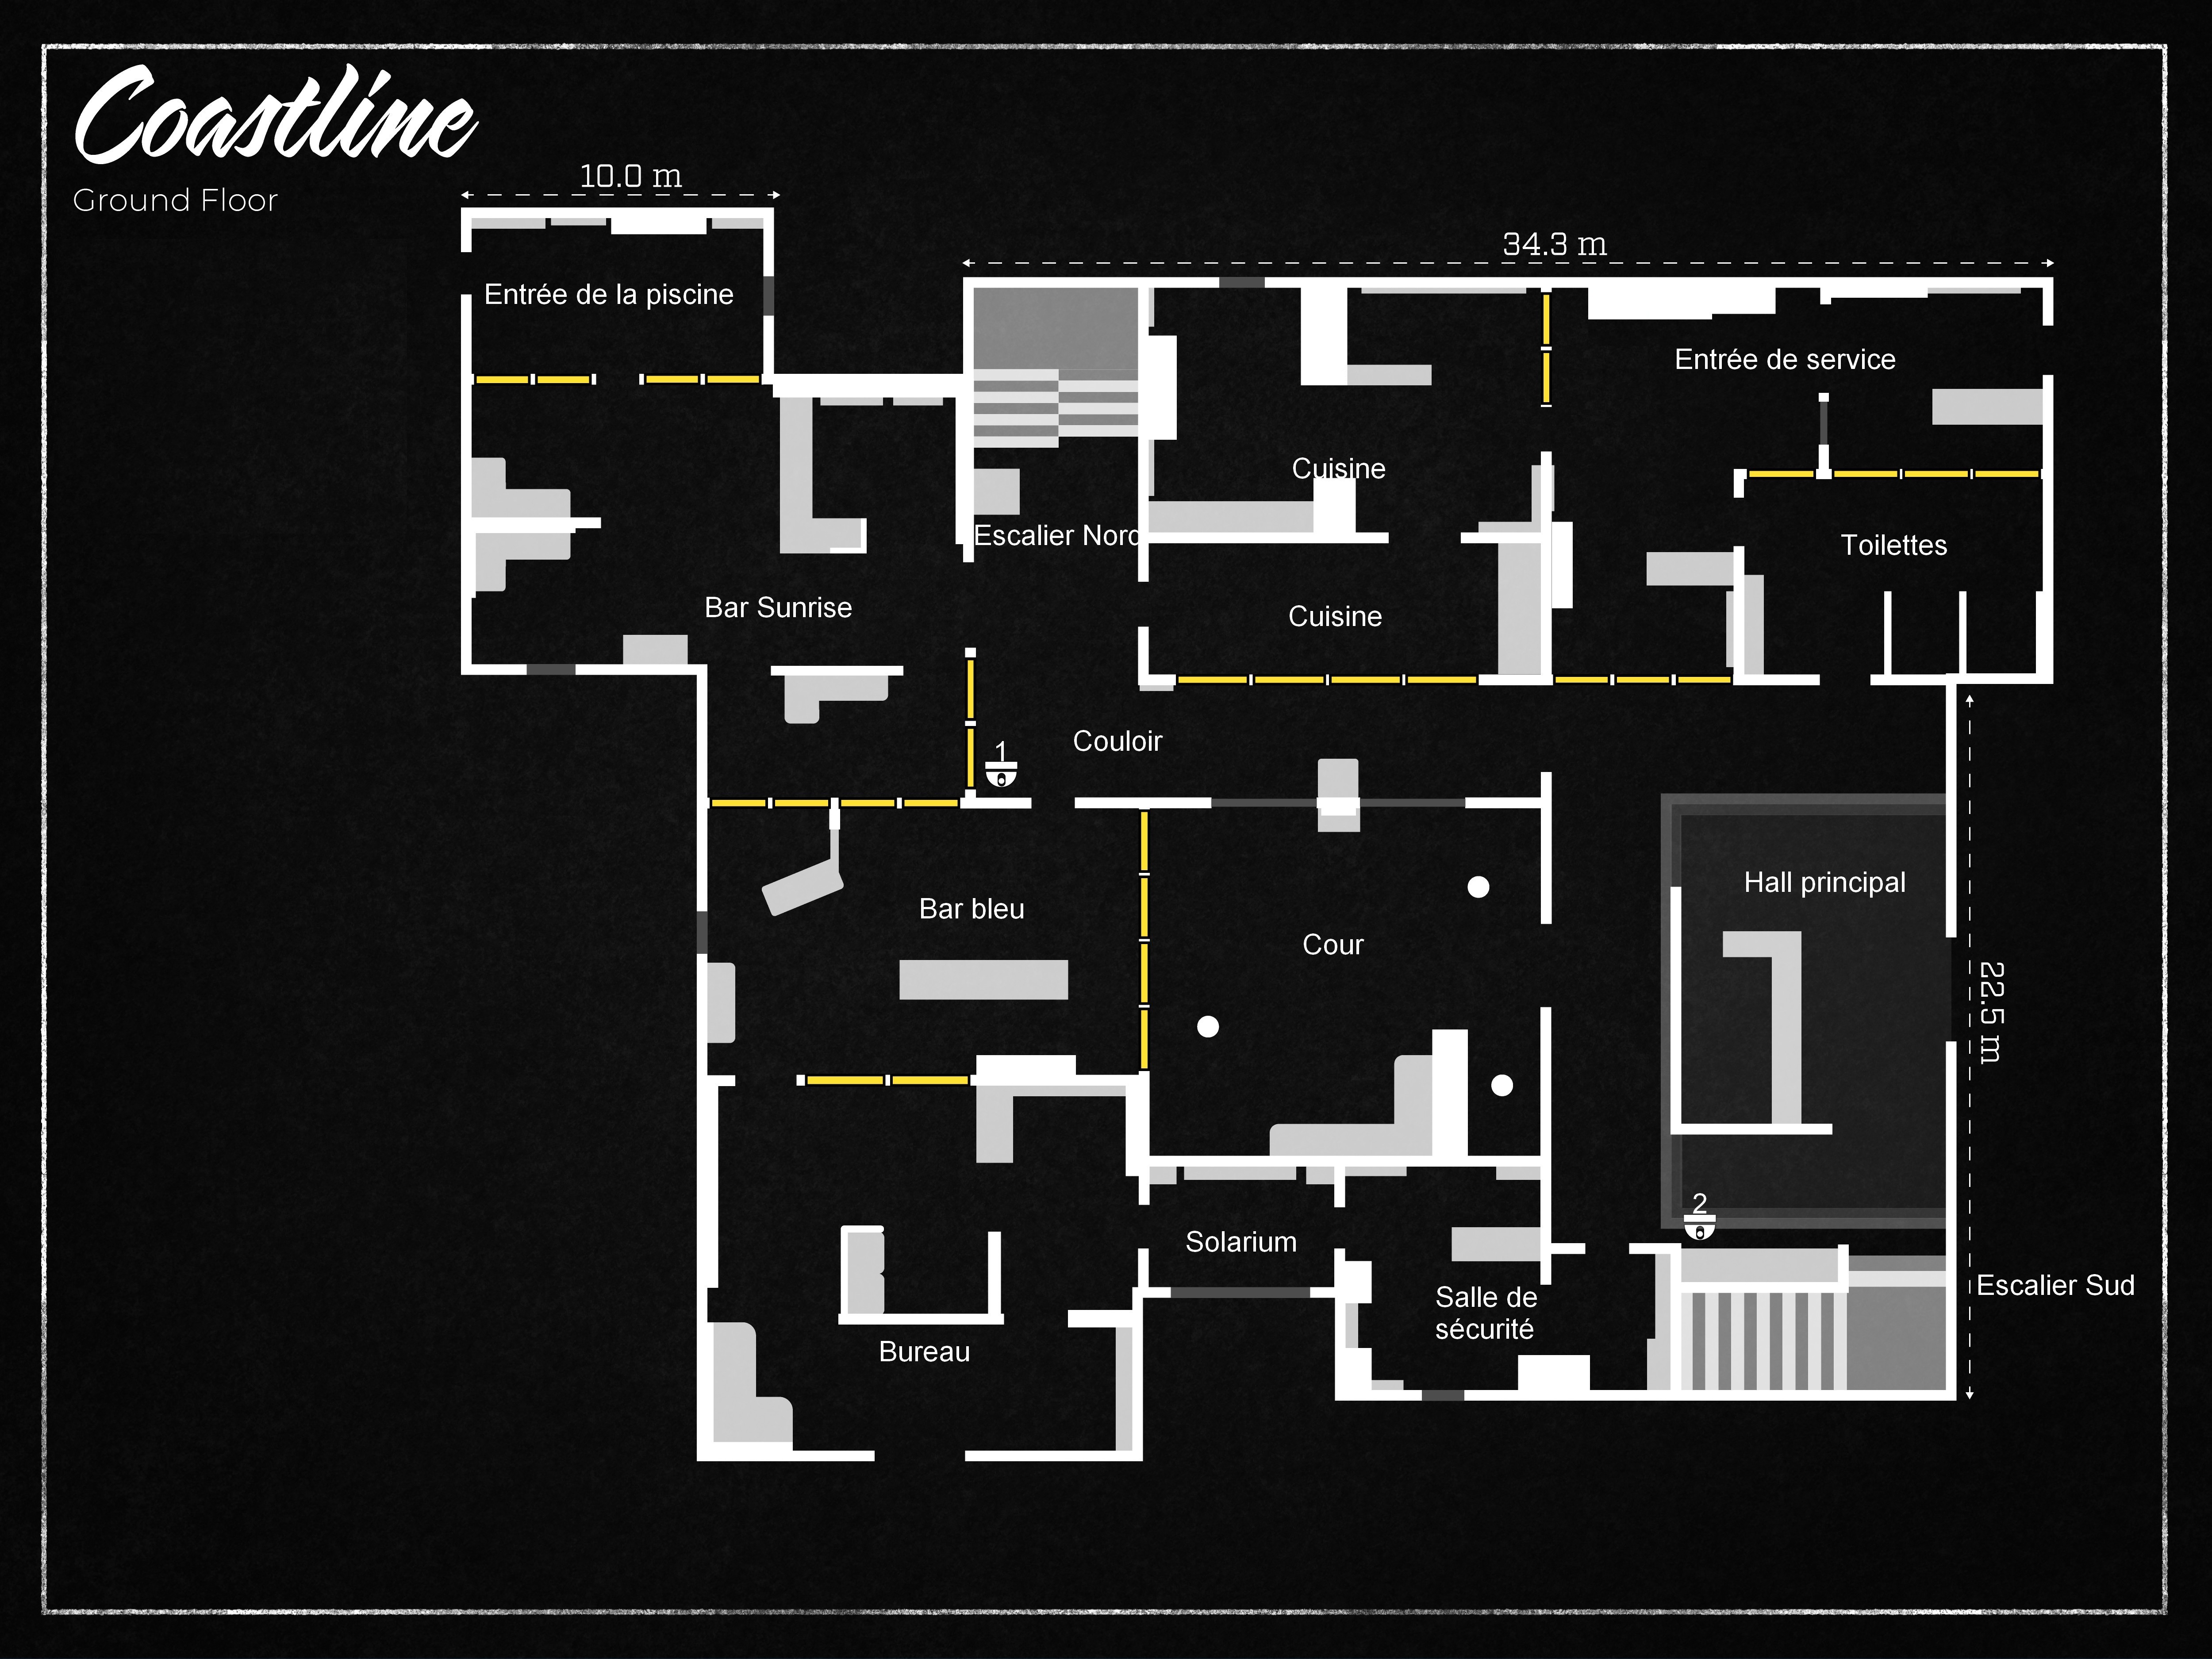 Coastline
Ground Floor
10.0 m
34.3 m
Entrée de la piscine
Entrée de service
Cuisine
Escalier Nord
Toilettes
Bar Sunrise
Cuisine
1
Couloir
Hall principal
Bar bleu
Cour
22.5 m
2
Solarium
Escalier Sud
Salle de
sécurité
Bureau